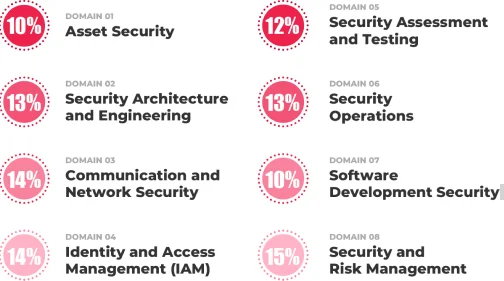 10%
DOMAIN 01
Asset Security
13%
DOMAIN 02
Security Architecture
and Engineering
14%
DOMAIN 03
Communication and
Network Security
14%
DOMAIN 04
Identity and Access
Management (IAM)
12%
DOMAIN 05
Security Assessment
and Testing
13%
DOMAIN 06
Security
Operations
10%
DOMAIN 07
Software
Development Security
15%
DOMAIN 08
Security and
Risk Management